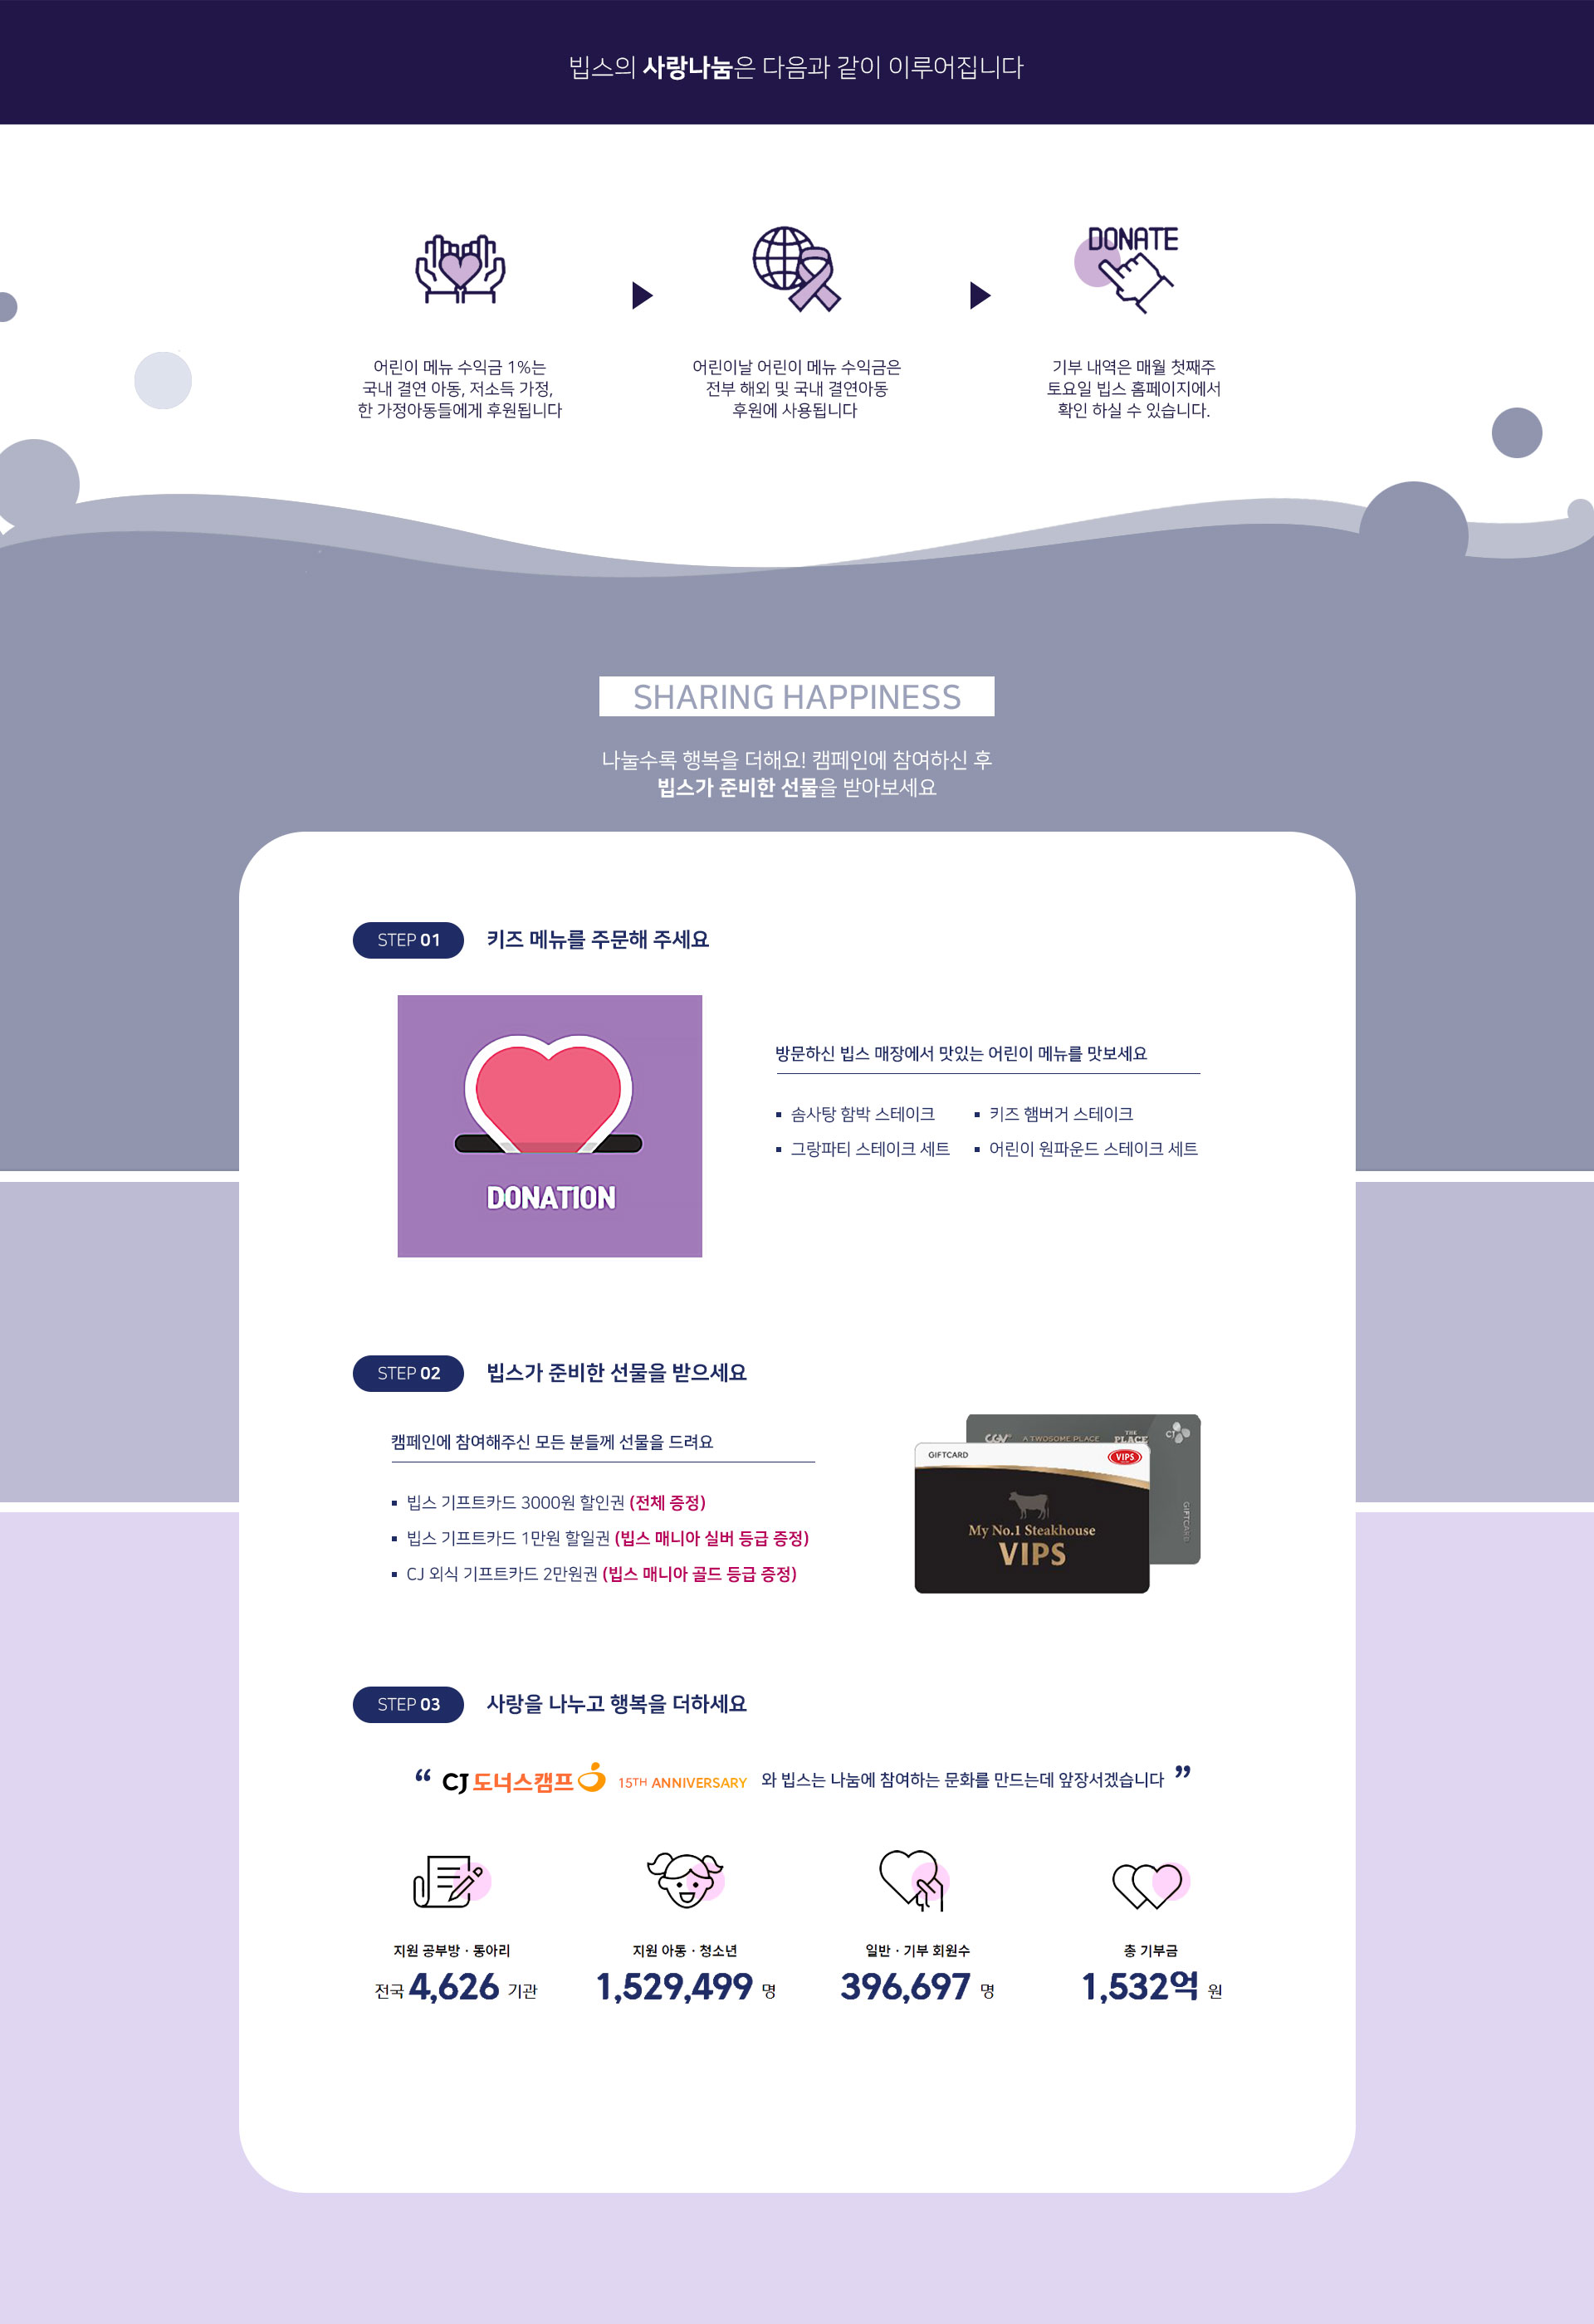 빕스의 사랑나눔은 다음과 같이 이루어집니다
DONATE
어린이 메뉴 수익금 1%는
국내 결연 아동, 저소득 가정,
한 가정아동들에게 후원됩니다
어린이날 어린이 메뉴 수익금은
전부 해외 및 국내 결연아동
후원에 사용됩니다
기부 내역은 매월 첫째주
토요일 빕스 홈페이지에서
확인 하실 수 있습니다.
SHARING HAPPINESS
나눌수록 행복을 더해요! 캠페인에 참여하신 후
빕스가 준비한 선물을 받아보세요
STEP 01 키즈 메뉴를 주문해 주세요
DONATION
방문하신 빕스 매장에서 맛있는 어린이 메뉴를 맛보세요
▪ 솜사탕 함박 스테이크 ▪ 키즈 햄버거 스테이크
▪ 그랑파티 스테이크 세트 ▪ 어린이 원파운드 스테이크 세트
STEP 02 빕스가 준비한 선물을 받으세요
캠페인에 참여해주신 모든 분들께 선물을 드려요
▪ 빕스 기프트카드 3000원 할인권 (전체 증정)
▪ 빕스 기프트카드 1만원 할일권 (빕스 매니아 실버 등급 증정)
▪ CJ 외식 기프트카드 2만원권 (빕스 매니아 골드 등급 증정)
CGV A TWOSOME PLACE THE PLACE CJ
GIFTCARD VIPS
GIFTCARD
My No.1 Steakhouse
VIPS
STEP 03 사랑을 나누고 행복을 더하세요
“ CJ 도너스캠프 15TH ANNIVERSARY 와 빕스는 나눔에 참여하는 문화를 만드는데 앞장서겠습니다 ”
지원 공부방 · 동아리
전국 4,626 기관
지원 아동 · 청소년
1,529,499 명
일반 · 기부 회원수
396,697 명
총 기부금
1,532억 원